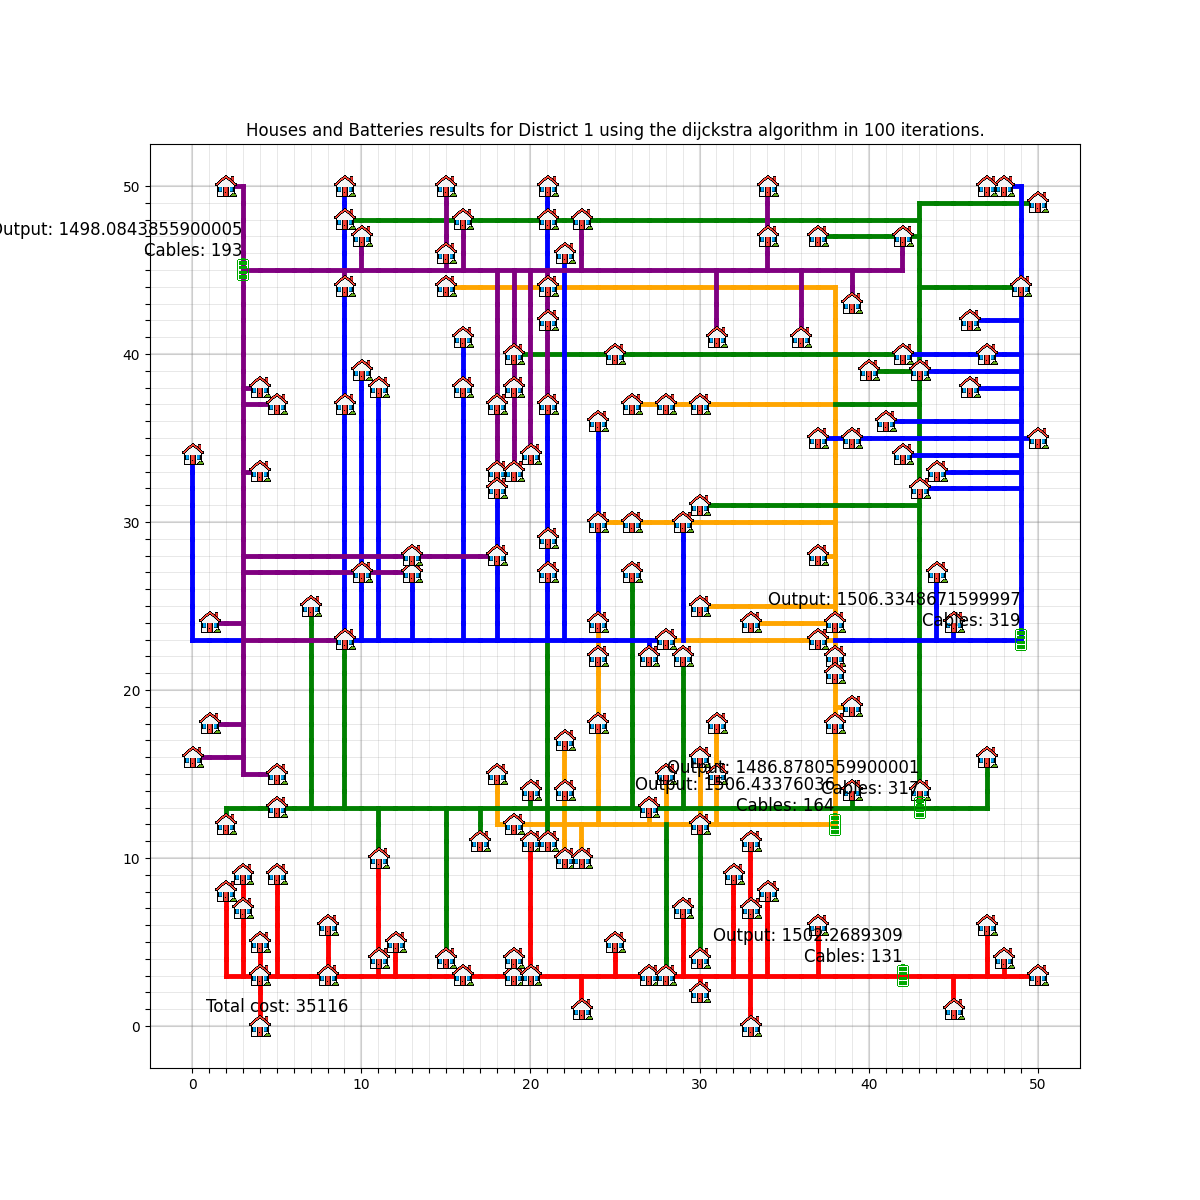 Houses and Batteries results for District 1 using the dijckstra algorithm in 100 iterations.
50
Output: 1498.0843855900005
Cables: 193
40
30
Output: 1506.3348671599997
Cables: 319
20
Output: 1486.8780559900001
Output: 1506.43376036
Cables: 317
Cables: 164
10
Output: 1502.2689309
Cables: 131
Total cost: 35116
0
0 10 20 30 40 50